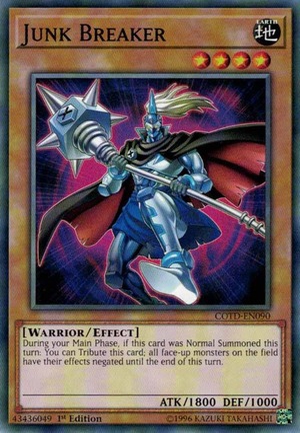 JUNK BREAKER
EARTH
地
COTD-EN090
[WARRIOR/EFFECT]
During your Main Phase, if this card was Normal Summoned this
turn: You can Tribute this card; all face-up monsters on the field
have their effects negated until the end of this turn.
ATK/1800 DEF/1000
43436049 1st Edition ©1996 KAZUKI TAKAHASHI